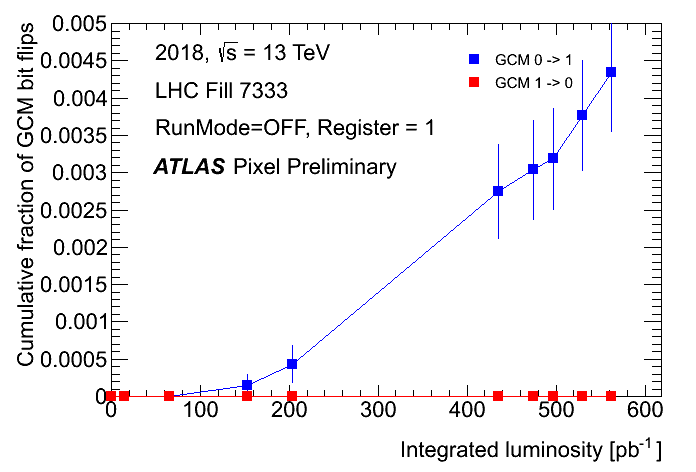 Cumulative fraction of GCM bit flips
0.005
0.0045
0.004
0.0035
0.003
0.0025
0.002
0.0015
0.001
0.0005
0
2018, √s = 13 TeV
LHC Fill 7333
RunMode=OFF, Register = 1
ATLAS Pixel Preliminary
GCM 0 -> 1
GCM 1 -> 0
0 100 200 300 400 500 600
Integrated luminosity [pb⁻¹]